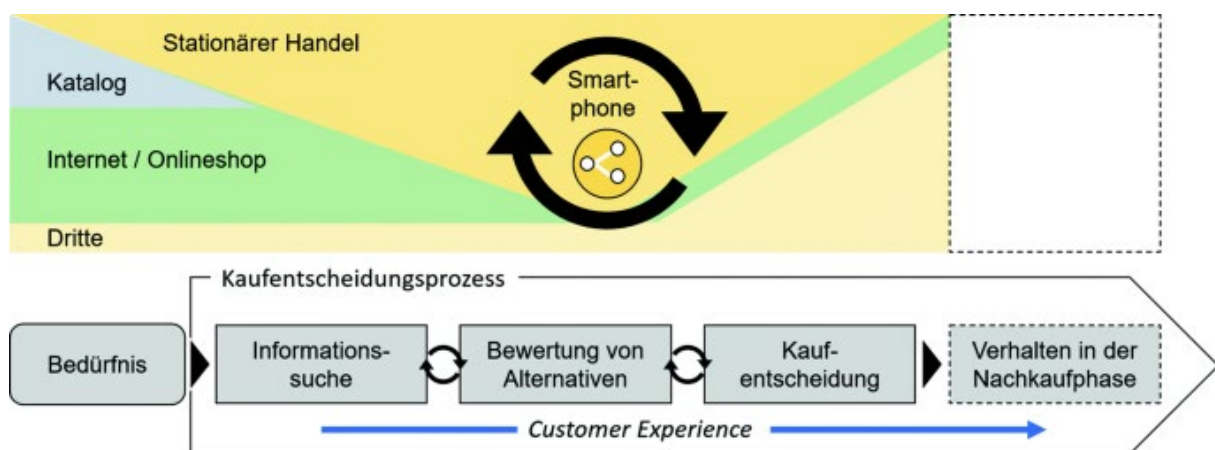 Stationärer Handel
Katalog
Smart-
phone
Internet / Onlineshop
Dritte
Kaufentscheidungsprozess
Bedürfnis
Informations-
suche
Bewertung von
Alternativen
Kauf-
entscheidung
Verhalten in der
Nachkaufphase
Customer Experience